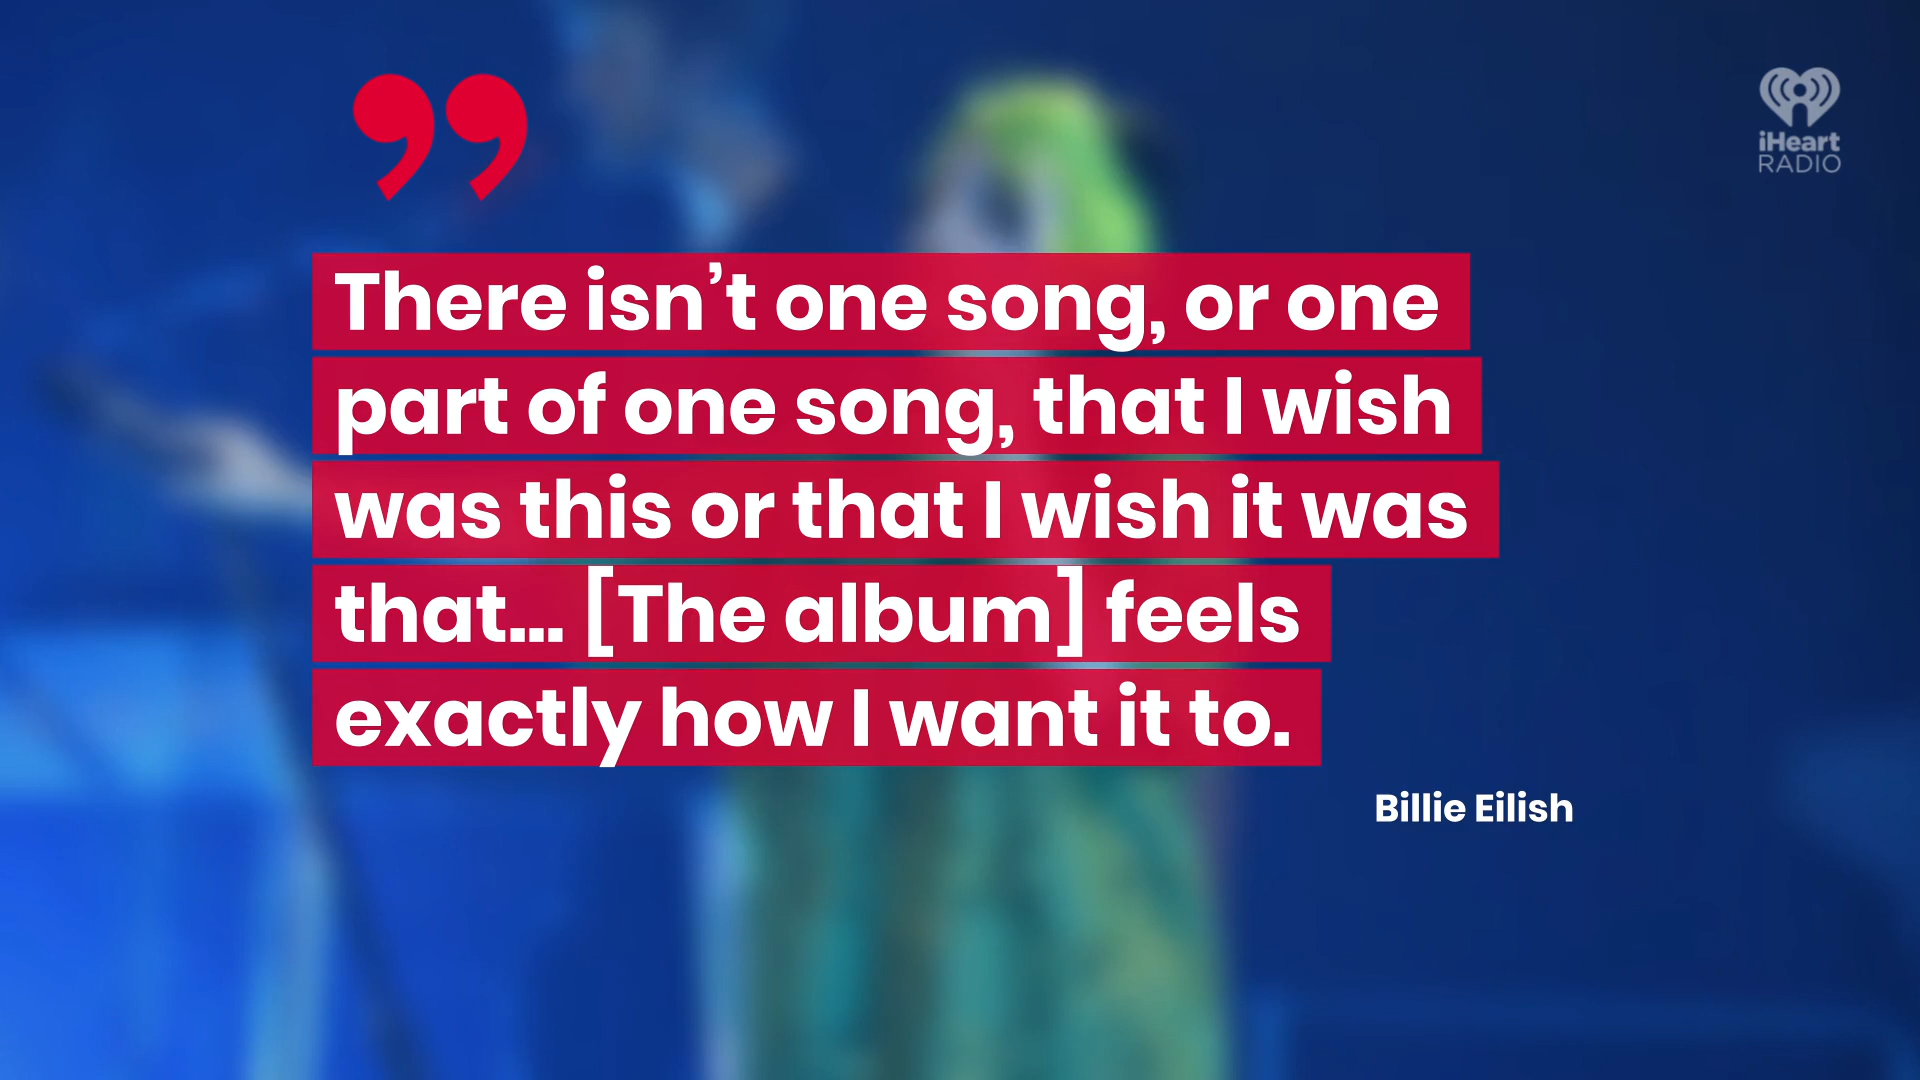 ”
iHeart
RADIO
There isn’t one song, or one
part of one song, that I wish
was this or that I wish it was
that... [The album] feels
exactly how I want it to.
Billie Eilish